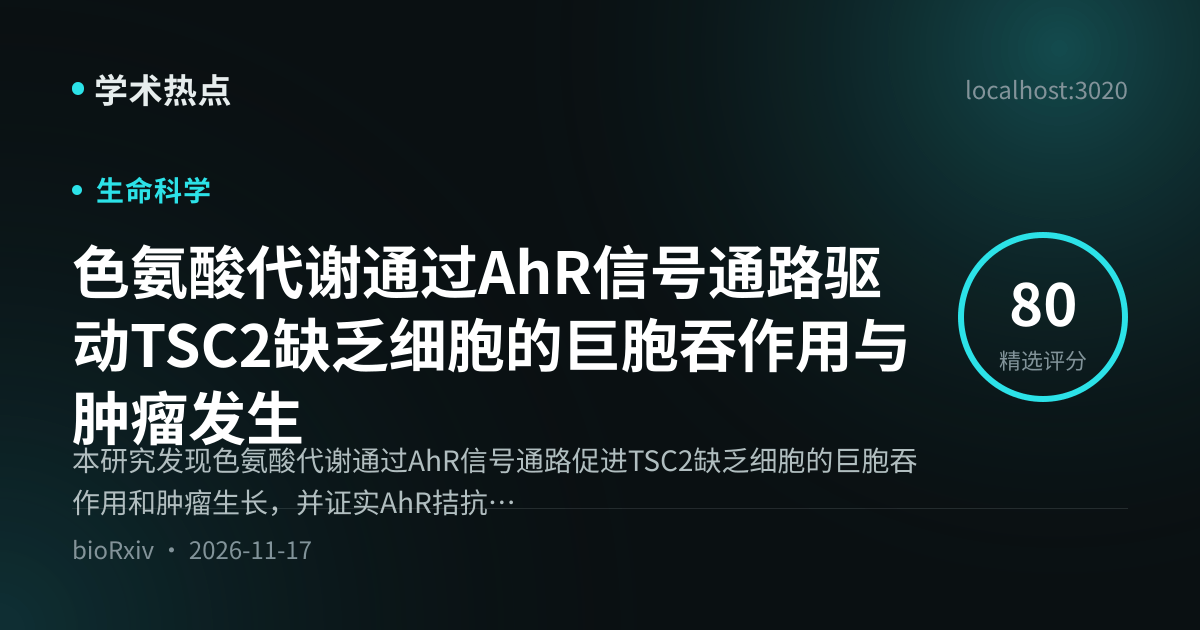 学术热点
localhost:3020
生命科学
色氨酸代谢通过AhR信号通路驱
动TSC2缺乏细胞的巨胞吞作用与
肿瘤发生
80
精选评分
本研究发现色氨酸代谢通过AhR信号通路促进TSC2缺乏细胞的巨胞吞
作用和肿瘤生长，并证实AhR拮抗…
bioRxiv · 2026-11-17